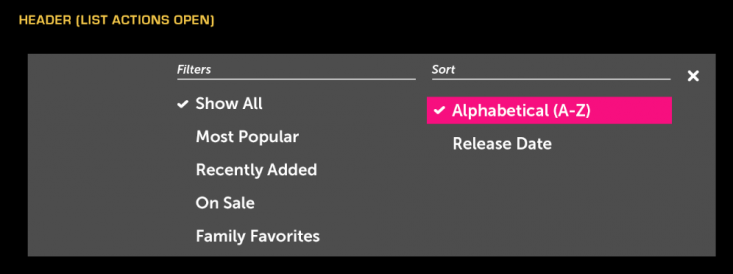 HEADER (LIST ACTIONS OPEN)
Filters
Show All
Most Popular
Recently Added
On Sale
Family Favorites
Sort
Alphabetical (A-Z)
Release Date